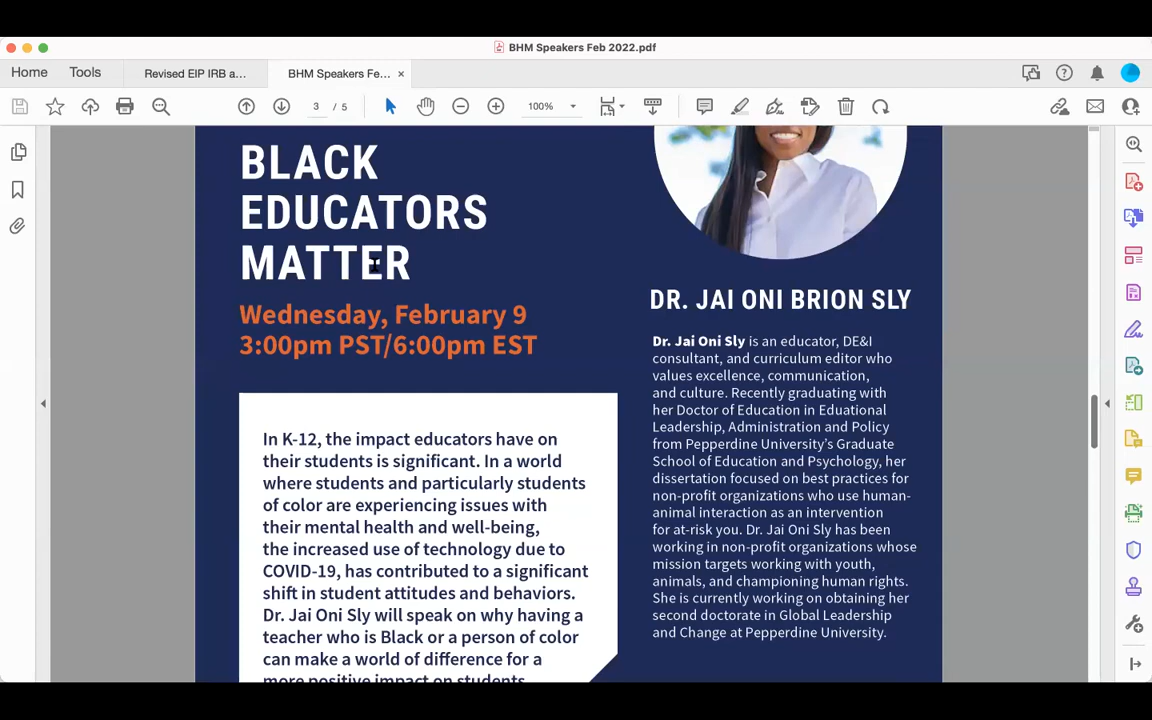 BHM Speakers Feb 2022.pdf
Home
Tools
Revised EIP IRB a...
BHM Speakers Fe...
3 / 5
100%
BLACK
EDUCATORS
MATTER
Wednesday, February 9
3:00pm PST/6:00pm EST
In K-12, the impact educators have on
their students is significant. In a world
where students and particularly students
of color are experiencing issues with
their mental health and well-being,
the increased use of technology due to
COVID-19, has contributed to a significant
shift in student attitudes and behaviors.
Dr. Jai Oni Sly will speak on why having a
teacher who is Black or a person of color
can make a world of difference for a
more positive impact on students.
DR. JAI ONI BRION SLY
Dr. Jai Oni Sly is an educator, DE&I
consultant, and curriculum editor who
values excellence, communication,
and culture. Recently graduating with
her Doctor of Education in Eduational
Leadership, Administration and Policy
from Pepperdine University's Graduate
School of Education and Psychology, her
dissertation focused on best practices for
non-profit organizations who use human-
animal interaction as an intervention
for at-risk you. Dr. Jai Oni Sly has been
working in non-profit organizations whose
mission targets working with youth,
animals, and championing human rights.
She is currently working on obtaining her
second doctorate in Global Leadership
and Change at Pepperdine University.